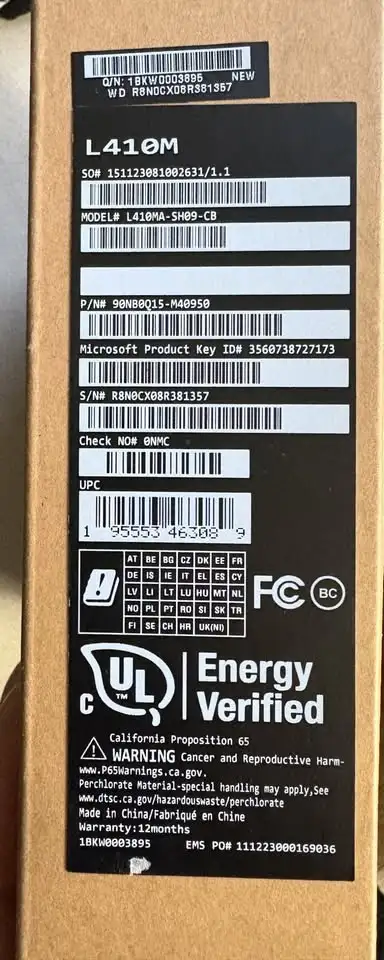 Q/N: 1BKW0003895 NEW
WD R8N0CX08R381357
L410M
SO# 151123081002631/1.1
MODEL# L410MA-SH09-CB
P/N# 90NB0Q15-M40950
Microsoft Product Key ID# 3560738727173
S/N# R8N0CX08R381357
Check NO# 0NMC
UPC
1 95553 46308 9
AT BE BG CZ DK EE FR
DE IS IE IT EL ES CY
LV LI LT LU HU MT NL
NO PL PT RO SI SK TR
FI SE CH HR UK(NI)
FC BC
C UL™ Energy
Verified
California Proposition 65
WARNING Cancer and Reproductive Harm-
www.P65Warnings.ca.gov.
Perchlorate Material-special handling may apply,See
www.dtsc.ca.gov/hazardouswaste/perchlorate
Made in China/Fabriqué en Chine
Warranty:12months
1BKW0003895 EMS PO# 111223000169036